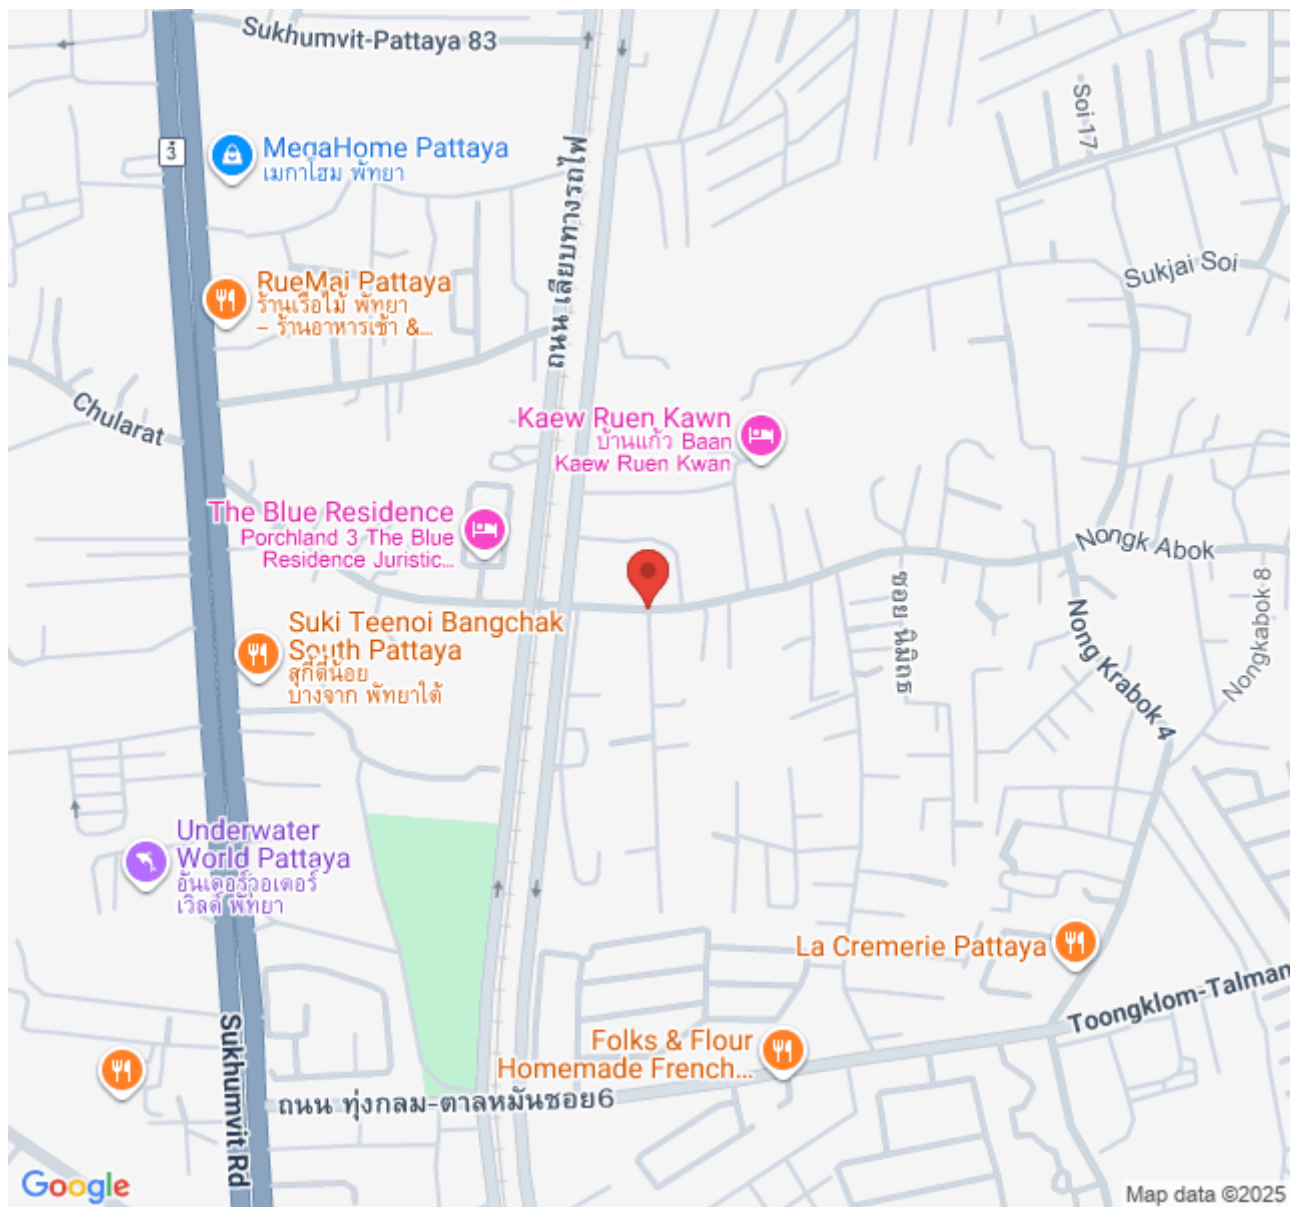 Sukhumvit-Pattaya 83
Soi 17
3
MegaHome Pattaya
เมกาโฮม พัทยา
ถนน เลียบทางรถไฟ
Sukjai Soi
RueMai Pattaya
ร้านเรือไม้ พัทยา
– ร้านอาหารเช้า &...
Chularat
Kaew Ruen Kawn
บ้านแก้ว Baan
Kaew Ruen Kwan
The Blue Residence
Porchland 3 The Blue
Residence Juristic...
Nongk Abok
ซอย นิมิถธ
Nongkabok 8
Nong Krabok 4
Suki Teenoi Bangchak
South Pattaya
สุกี้ตี๋น้อย
บางจาก พัทยาใต้
Underwater
World Pattaya
อันเดอร์วอเตอร์
เวิลด์ พัทยา
La Cremerie Pattaya
Toongklom-Talman
Folks & Flour
Homemade French...
Sukhumvit Rd
ถนน ทุ่งกลม-ตาลหมันซอย6
Google
Map data ©2025